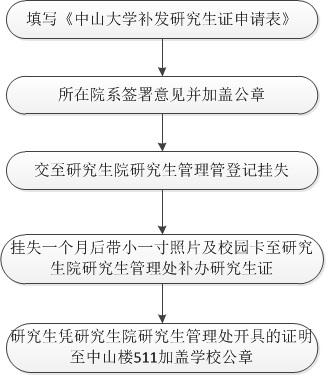 填写《中山大学补发研究生证申请表》
所在院系签署意见并加盖公章
交至研究生院研究生管理管登记挂失
挂失一个月后带小一寸照片及校园卡至研究
生院研究生管理处补办研究生证
研究生凭研究生院研究生管理处开具的证明
至中山楼511加盖学校公章